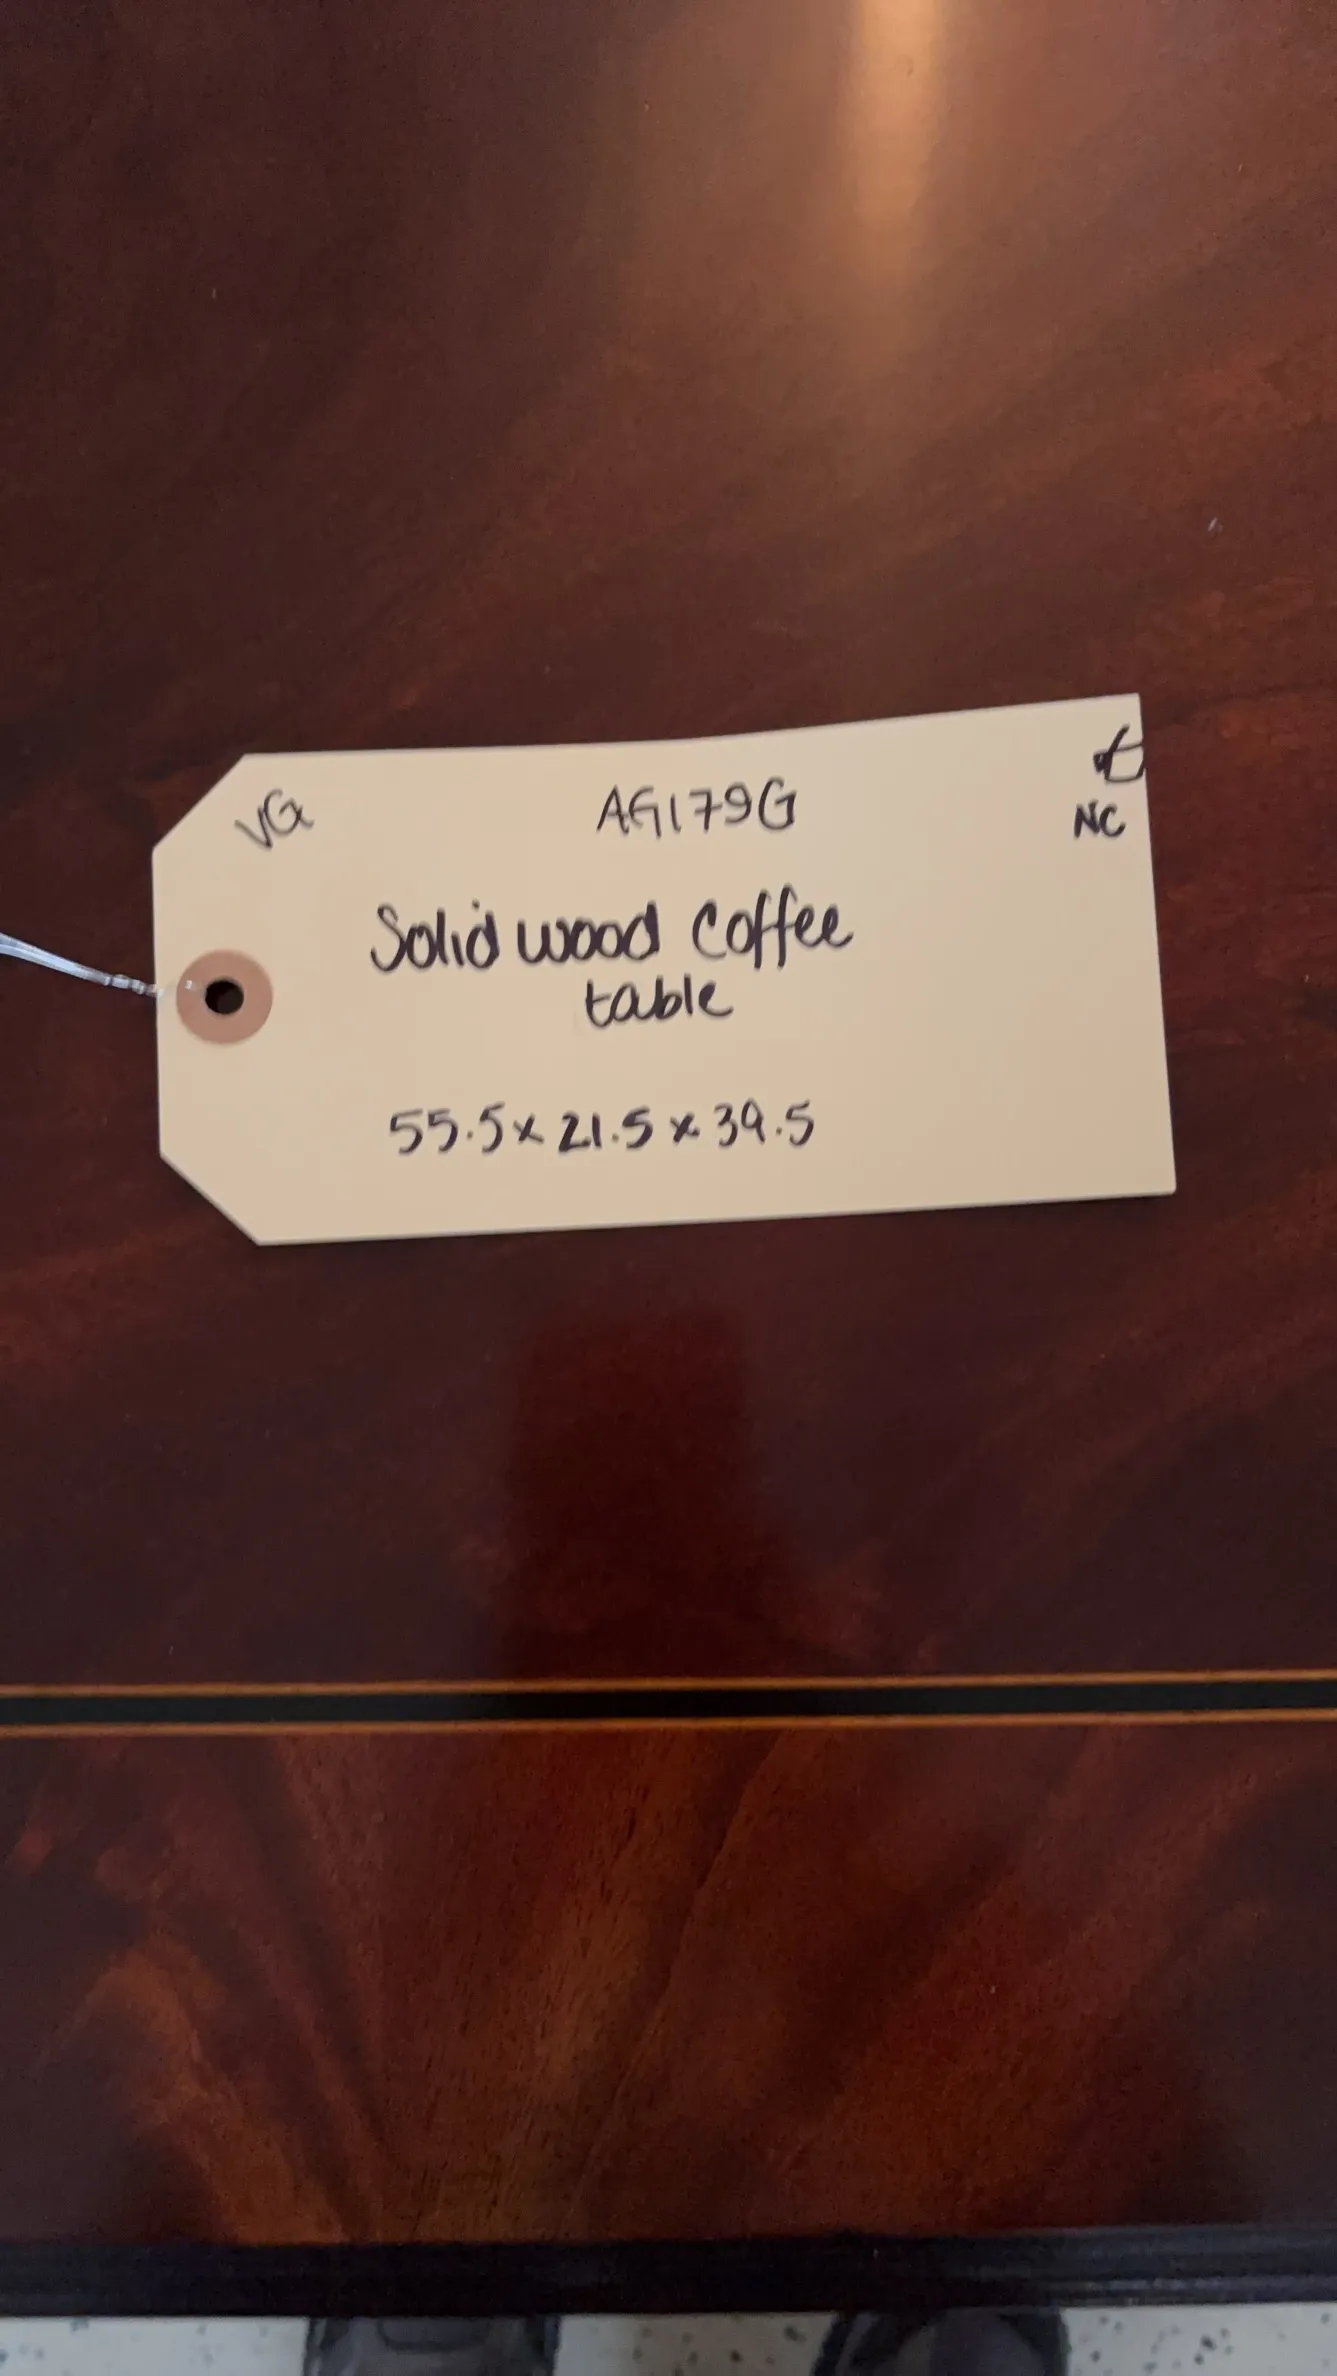 VG
AG179G
t
NC
Solid wood coffee
table
55.5 x 21.5 x 39.5